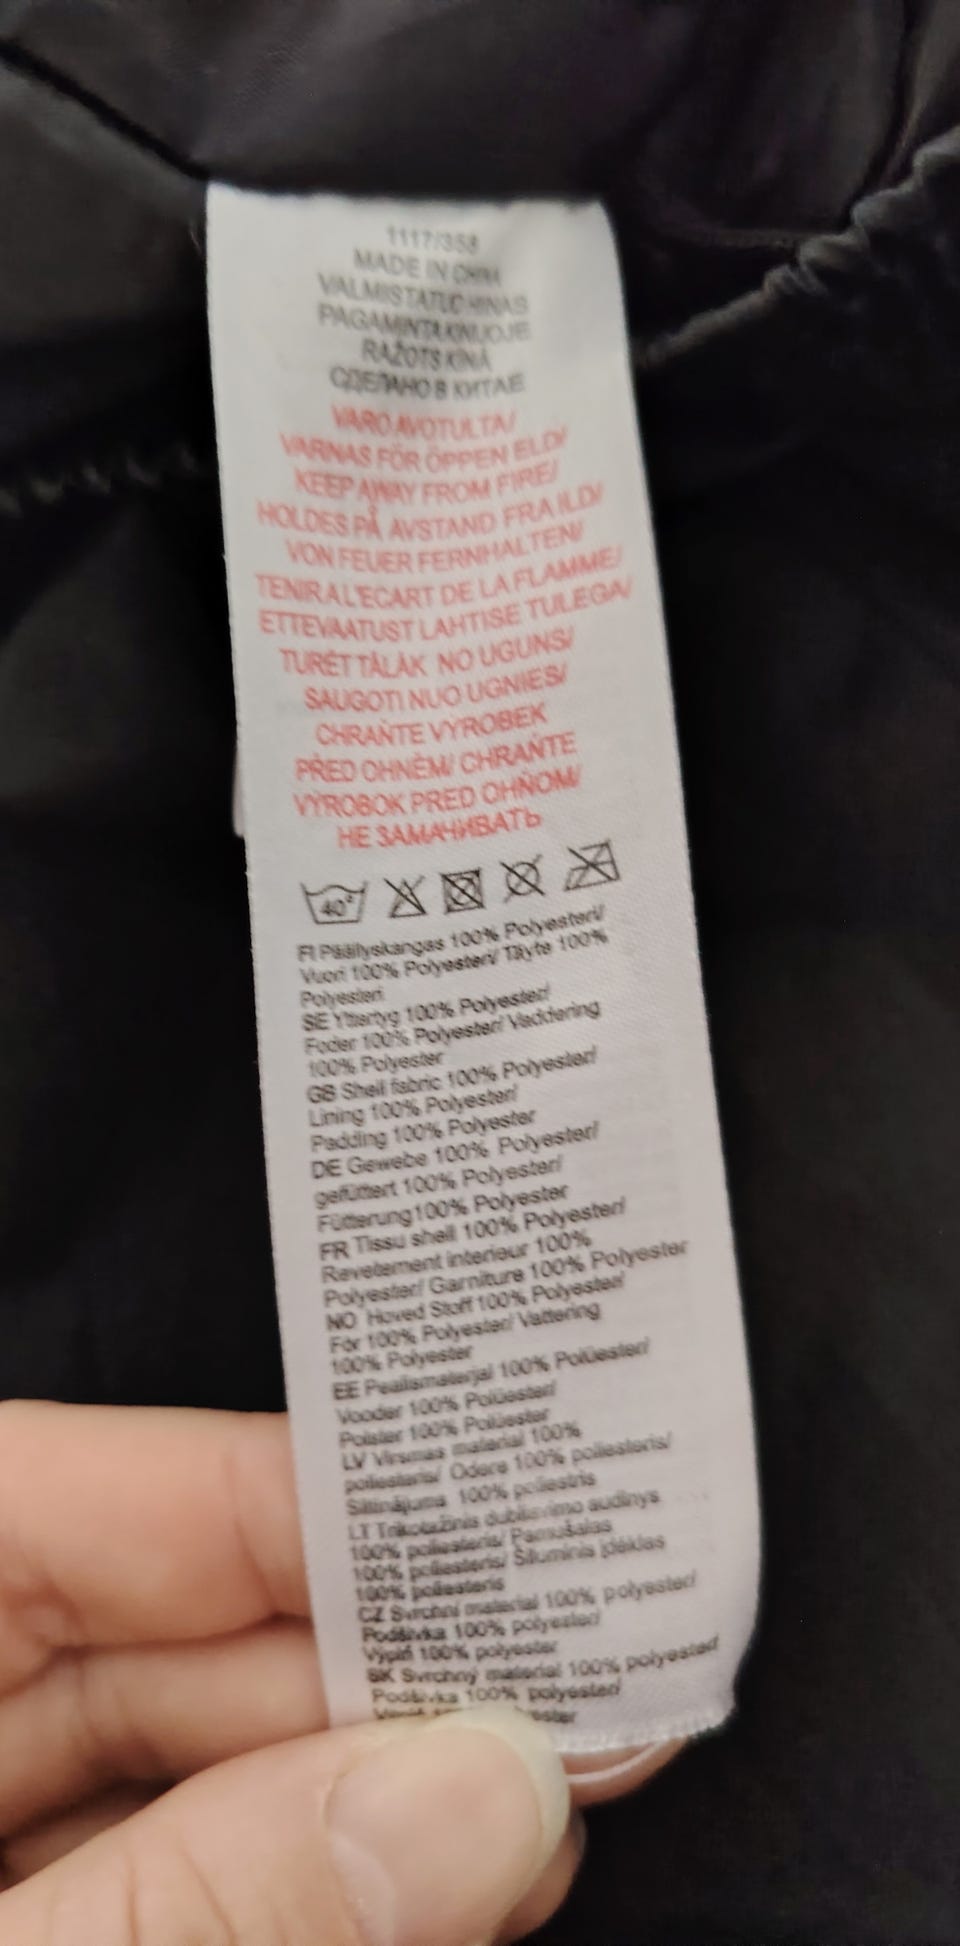 1117/358
MADE IN CHINA
VALMISTATUC HINAS
PAGAMINTA KINIJOJE
RAŽOTS ĶĪNĀ
СДЕЛАНО В КИТАЕ
VARO AVOTULTA/
VARNAS FÖR ÖPPEN ELD/
KEEP AWAY FROM FIRE/
HOLDES PÅ AVSTAND FRA ILD/
VON FEUER FERNHALTEN/
TENIR A L'ECART DE LA FLAMME/
ETTEVAATUST LAHTISE TULEGA/
TURĒT TĀLĀK NO UGUNS/
SAUGOTI NUO UGNIES/
CHRAŇTE VÝROBEK
PŘED OHNĚM/ CHRAŇTE
VÝROBOK PRED OHŇOM/
НЕ ЗАМАЧИВАТЬ
40°
FI Päällyskangas 100% Polyesteri/
Vuori 100% Polyesteri/ Täyte 100%
Polyesteri
SE Yttertyg 100% Polyester/
Foder 100% Polyester/ Vaddering
100% Polyester
GB Shell fabric 100% Polyester/
Lining 100% Polyester/
Padding 100% Polyester
DE Gewebe 100% Polyester/
gefüttert 100% Polyester/
Fütterung100% Polyester
FR Tissu shell 100% Polyester/
Revetement interieur 100%
Polyester/ Garniture 100% Polyester
NO Hoved Stoff 100% Polyester/
Fór 100% Polyester/ Vattering
100% Polyester
EE Pealismaterjal 100% Polüester/
Vooder 100% Polüester/
Polster 100% Polüester
LV Virsmas material 100%
poliesteris/ Odere 100% poliesteris/
Siltinājums 100% poliestris
LT Trikotažinis dubliavimo audinys
100% poliesteris/ Pamušalas
100% poliesteris/ Šiluminis įdėklas
100% poliesteris
CZ Svrchní material 100% polyester/
Podšívka 100% polyester/
Výplň 100% polyester
SK Svrchný material 100% polyester/
Podšívka 100% polyester/